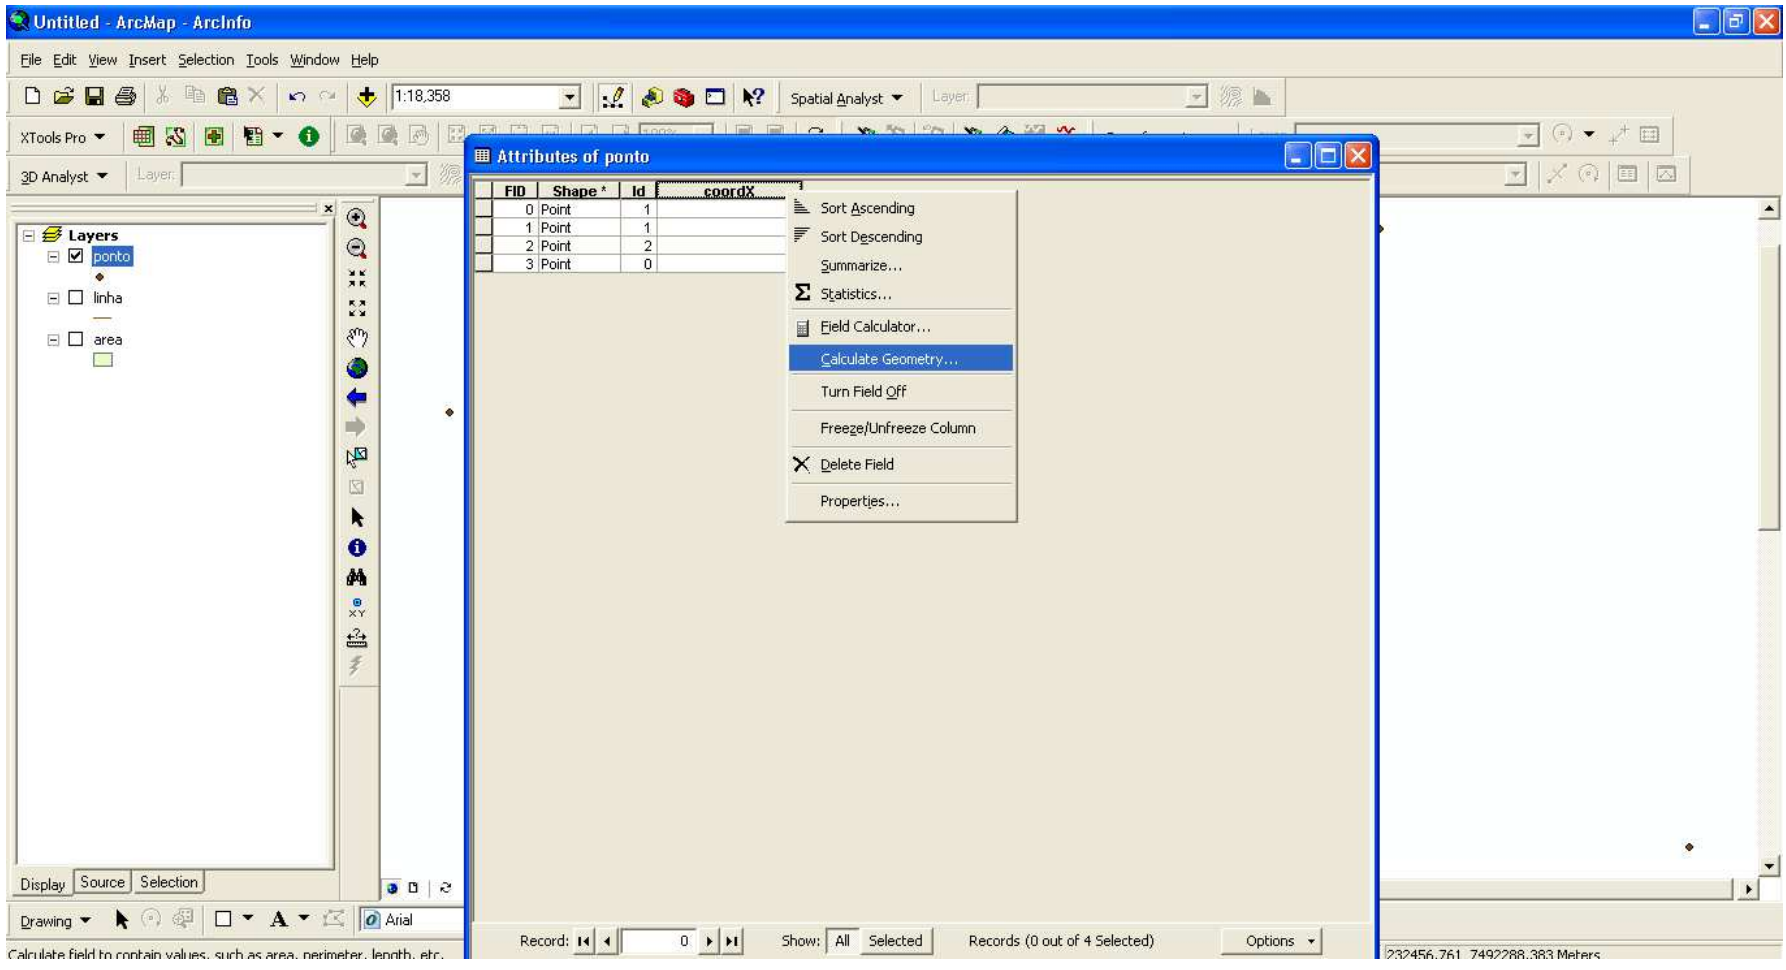 Untitled - ArcMap - ArcInfo
File Edit View Insert Selection Tools Window Help
1:18,358 Spatial Analyst Layer:
XTools Pro
Attributes of ponto
3D Analyst Layer:
FID Shape * Id coordX
0 Point 1
1 Point 1
2 Point 2
3 Point 0
Layers
ponto
linha
area
Sort Ascending
Sort Descending
Summarize...
Σ Statistics...
Field Calculator...
Calculate Geometry...
Turn Field Off
Freeze/Unfreeze Column
Delete Field
Properties...
XY
Display Source Selection
Drawing A Arial
Record: 0 Show: All Selected Records (0 out of 4 Selected) Options
Calculate field to contain values, such as area, perimeter, length, etc.
232456,761 7492288,383 Meters